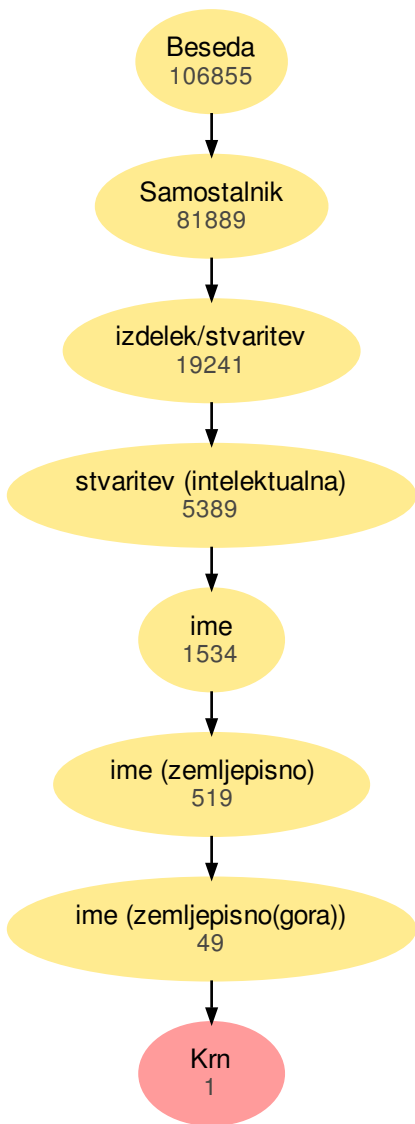 Beseda
106855
Samostalnik
81889
izdelek/stvaritev
19241
stvaritev (intelektualna)
5389
ime
1534
ime (zemljepisno)
519
ime (zemljepisno(gora))
49
Krn
1